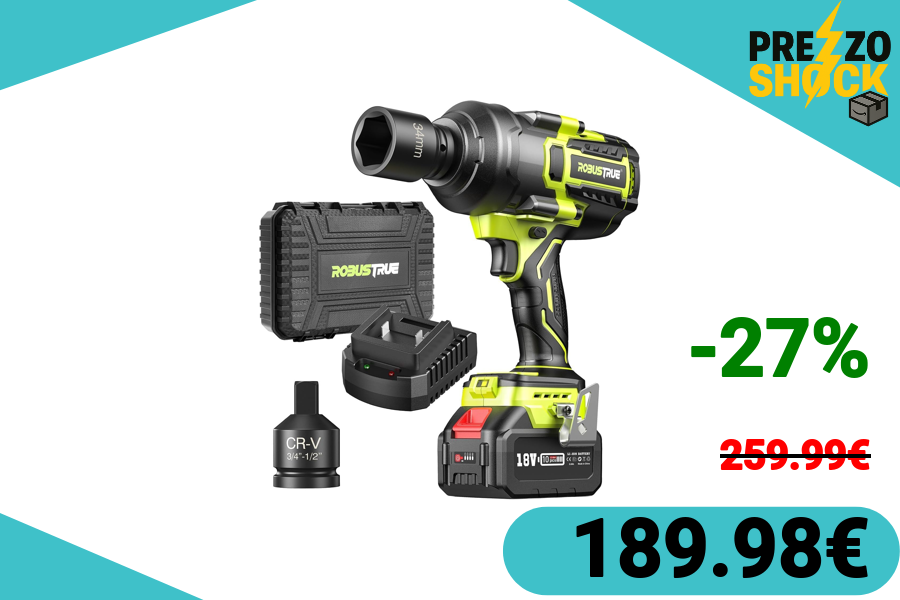 PREZZO
SHOCK
34mm
ROBUSTRUE
ROBUSTRUE
-27%
CR-V
3/4"-1/2"
18V
259.99€
189.98€